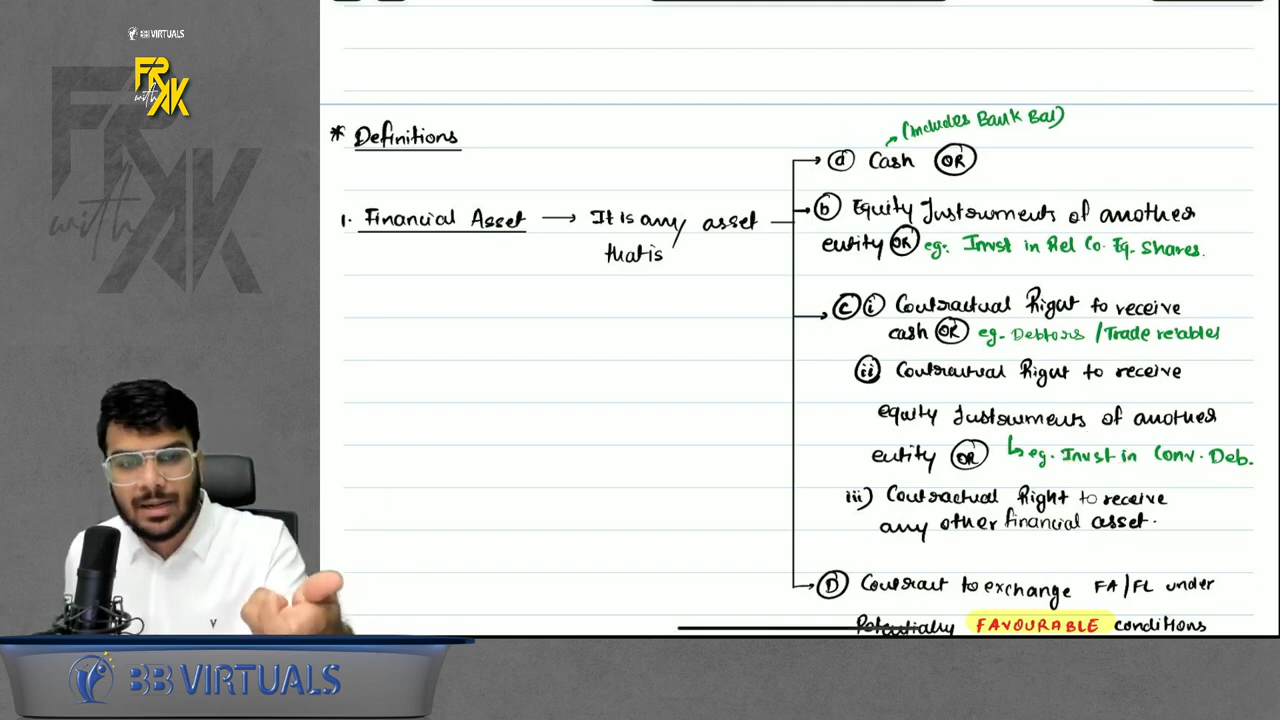 BB VIRTUALS
FR
with
AK
FR
with
AK
* Definitions
(Includes Bank Bal)
a Cash OR
1. Financial Asset → It is any asset
that is
b Equity Instruments of another
entity OR eg. Invst in Rel Co. Eq. Shares.
c i Contractual Right to receive
cash OR eg. Debtors / Trade
ii Contractual Right to receive
equity Instruments of another
entity OR eg. Invst in Conv. Deb.
iii) Contractual Right to receive
any other financial asset.
D Contract to exchange FA/FL under
Potentially FAVOURABLE conditions
BB VIRTUALS